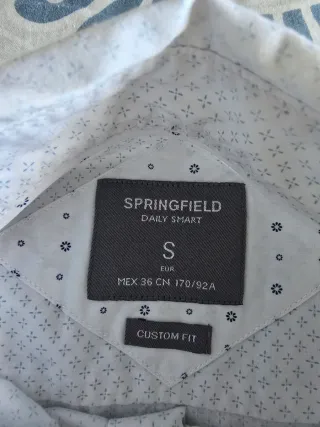 SPRINGFIELD
DAILY SMART
S
EUR
MEX 36 CN 170/92A
CUSTOM FIT